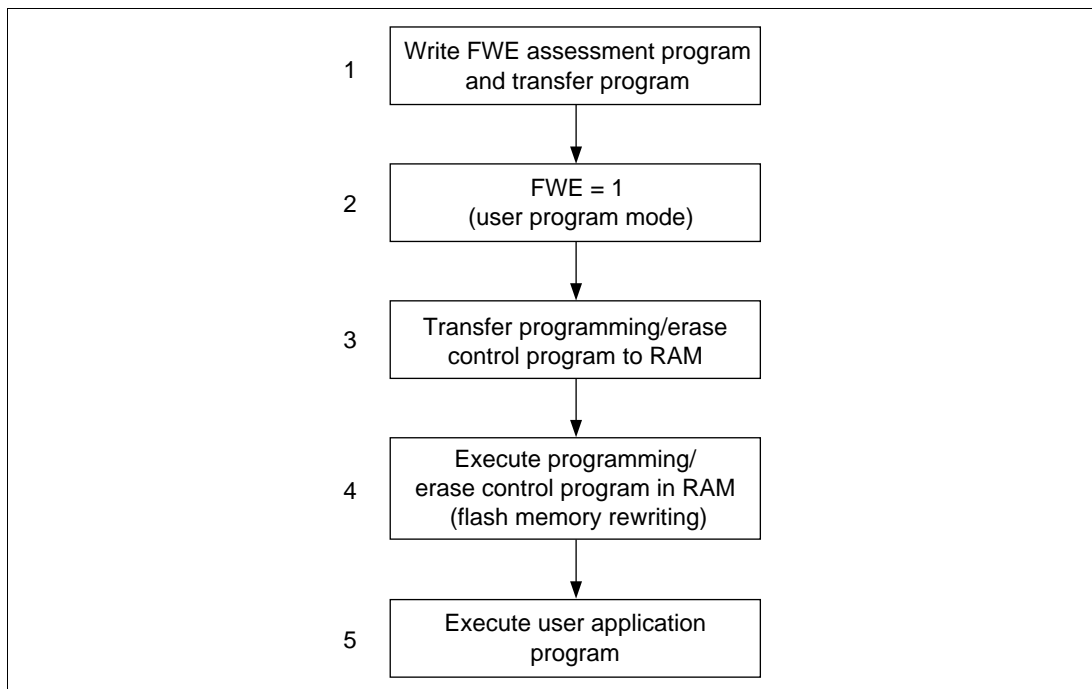 1
Write FWE assessment program
and transfer program
2
FWE = 1
(user program mode)
3
Transfer programming/erase
control program to RAM
4
Execute programming/
erase control program in RAM
(flash memory rewriting)
5
Execute user application
program